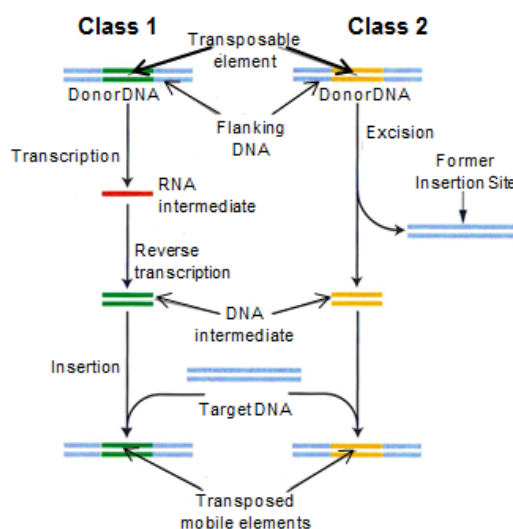 Class 1
Class 2
Transposable
element
DonorDNA
DonorDNA
Flanking
DNA
Transcription
Excision
Former
Insertion Site
RNA
intermediate
Reverse
transcription
DNA
intermediate
Insertion
TargetDNA
Transposed
mobile elements